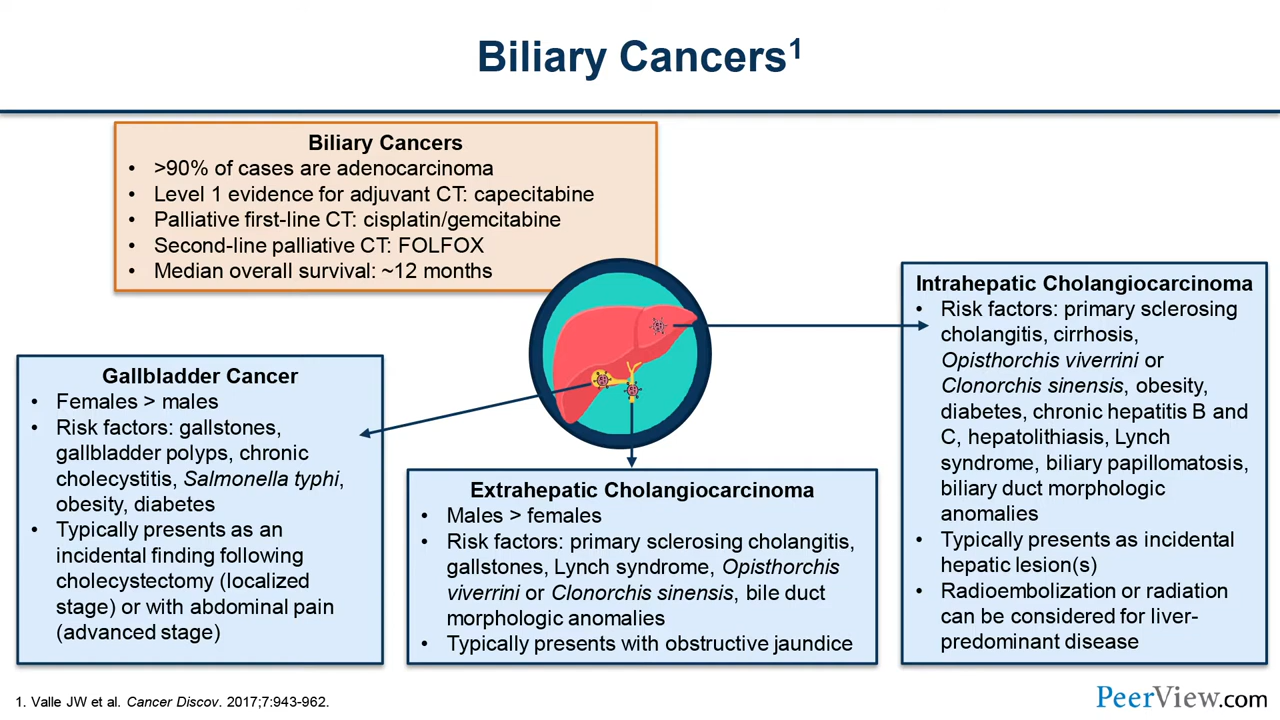 Biliary Cancers1
Biliary Cancers
• >90% of cases are adenocarcinoma
• Level 1 evidence for adjuvant CT: capecitabine
• Palliative first-line CT: cisplatin/gemcitabine
• Second-line palliative CT: FOLFOX
• Median overall survival: ~12 months
Gallbladder Cancer
• Females > males
• Risk factors: gallstones,
gallbladder polyps, chronic
cholecystitis, Salmonella typhi,
obesity, diabetes
• Typically presents as an
incidental finding following
cholecystectomy (localized
stage) or with abdominal pain
(advanced stage)
Extrahepatic Cholangiocarcinoma
• Males > females
• Risk factors: primary sclerosing cholangitis,
gallstones, Lynch syndrome, Opisthorchis
viverrini or Clonorchis sinensis, bile duct
morphologic anomalies
• Typically presents with obstructive jaundice
Intrahepatic Cholangiocarcinoma
• Risk factors: primary sclerosing
cholangitis, cirrhosis,
Opisthorchis viverrini or
Clonorchis sinensis, obesity,
diabetes, chronic hepatitis B and
C, hepatolithiasis, Lynch
syndrome, biliary papillomatosis,
biliary duct morphologic
anomalies
• Typically presents as incidental
hepatic lesion(s)
• Radioembolization or radiation
can be considered for liver-
predominant disease
1. Valle JW et al. Cancer Discov. 2017;7:943-962.
PeerView.com